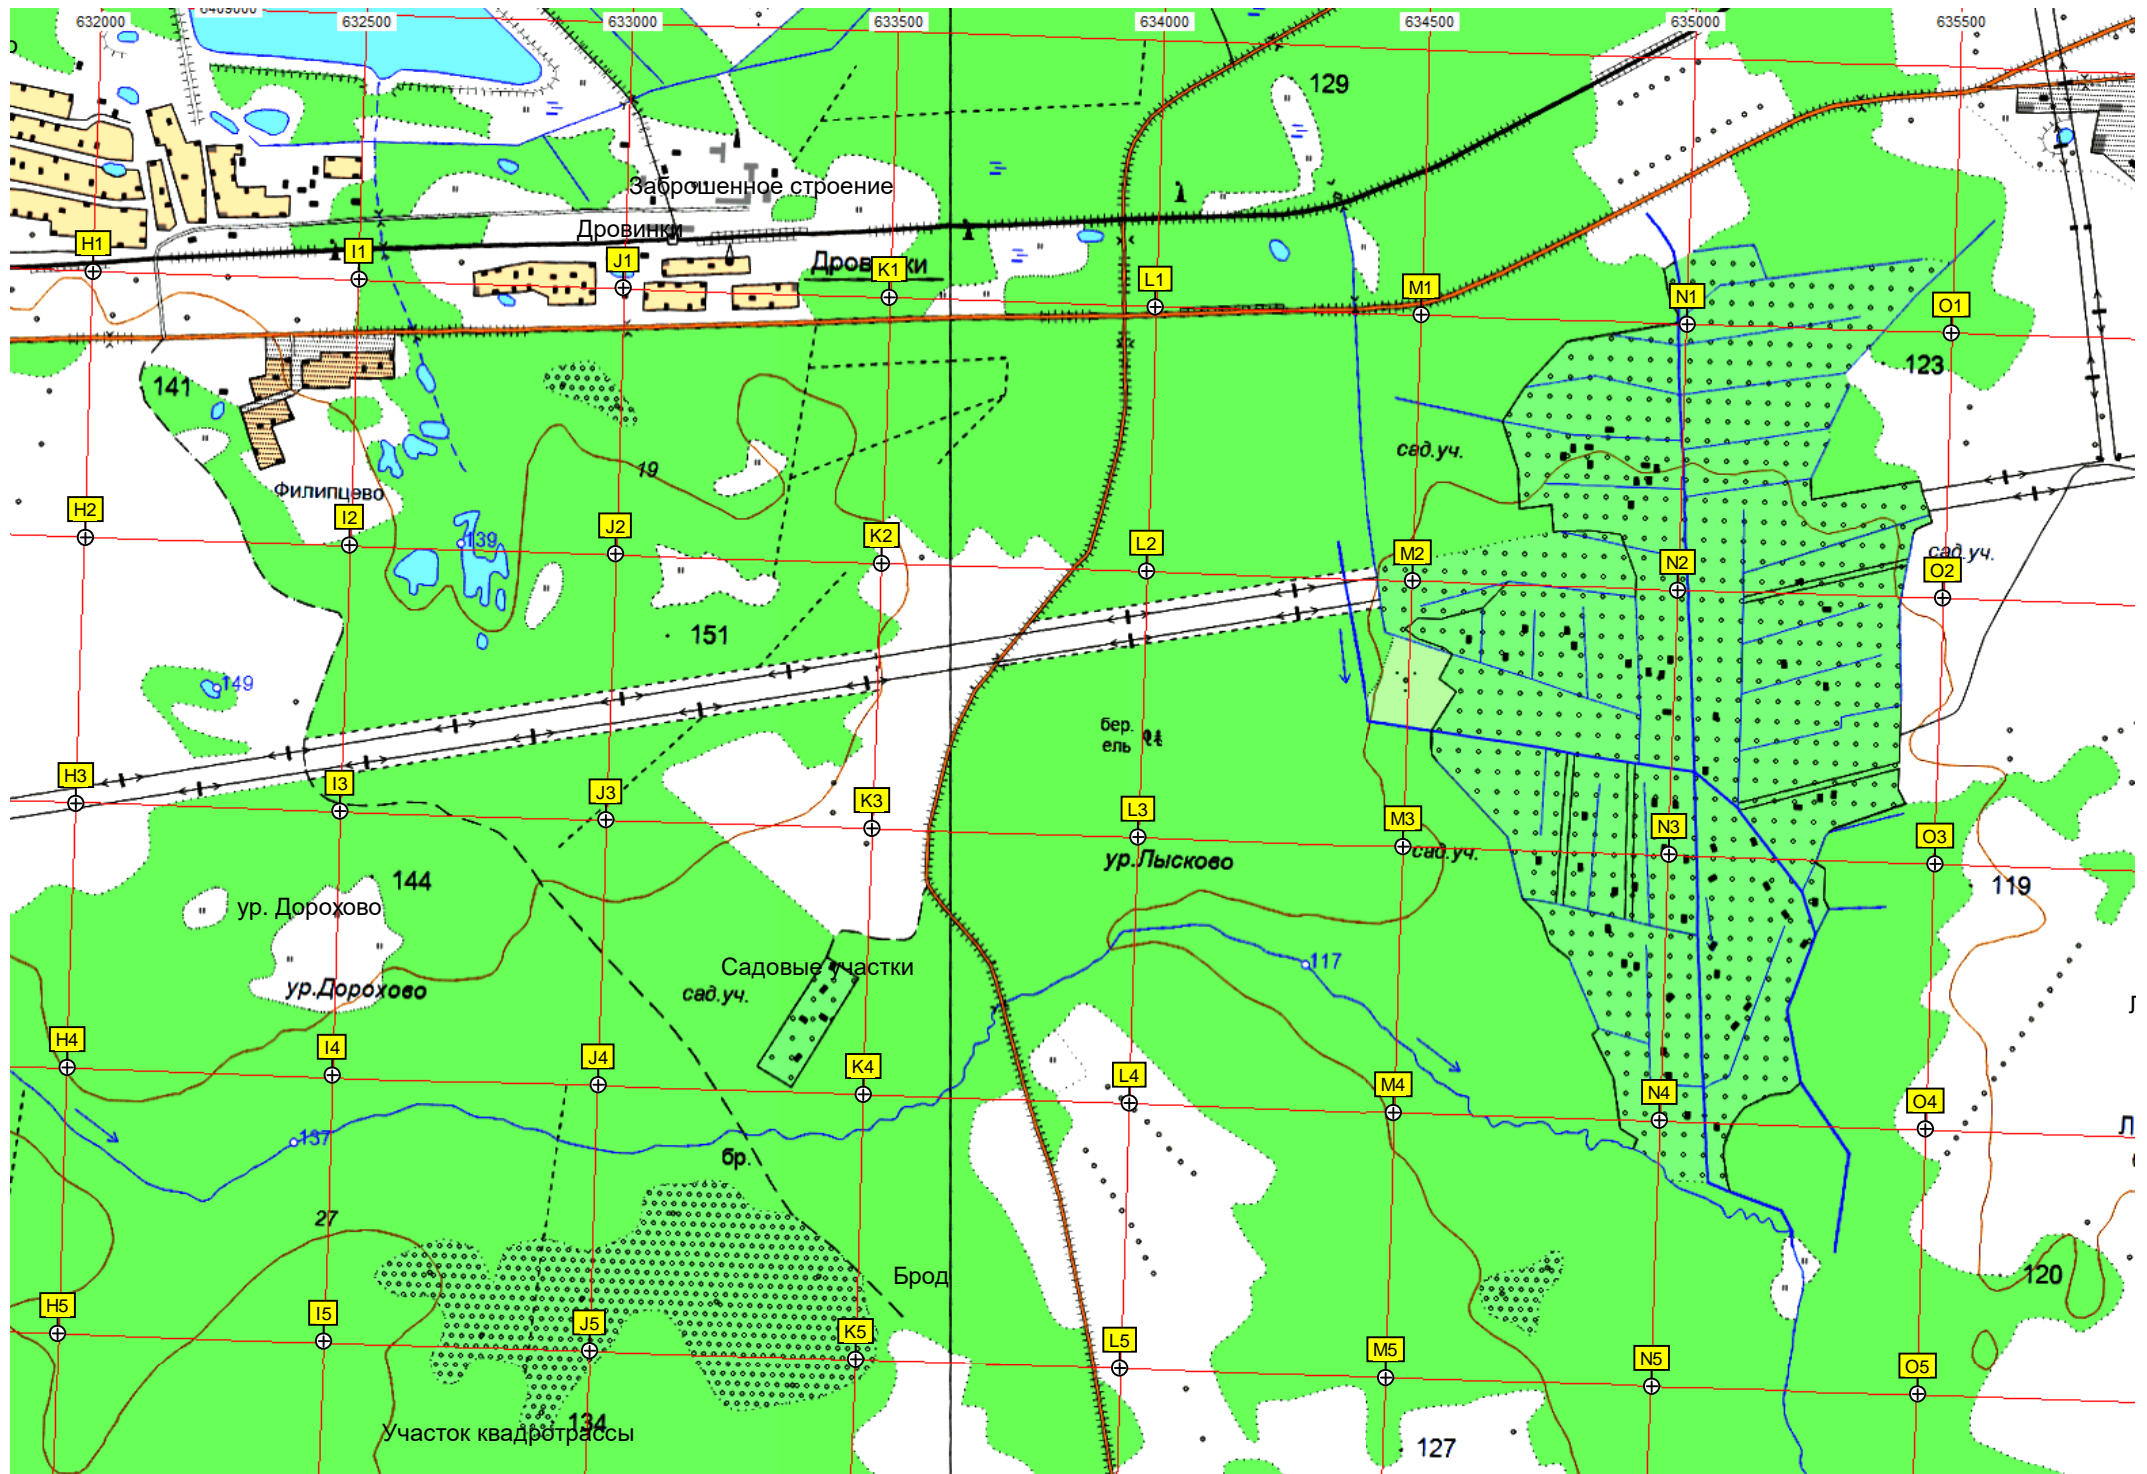 6409000
632000 632500 633000 633500 634000 634500 635000 635500
129
Заброшенное строение
Дровинки
Дровинки
H1 I1 J1 K1 L1 M1 N1 O1
141
123
19
сад.уч.
Филипцево
H2 I2 J2 K2 L2 M2 N2 O2
139
сад.уч.
151
149
бер.
ель
H3 I3 J3 K3 L3 M3 N3 O3
ур.Лысково
сад.уч.
144
119
ур. Дорохово
117
Садовые участки
сад.уч.
ур.Дорохово
H4 I4 J4 K4 L4 M4 N4 O4
137
бр.
27
Брод
120
H5 I5 J5 K5 L5 M5 N5 O5
134
Участок квадротрассы
127